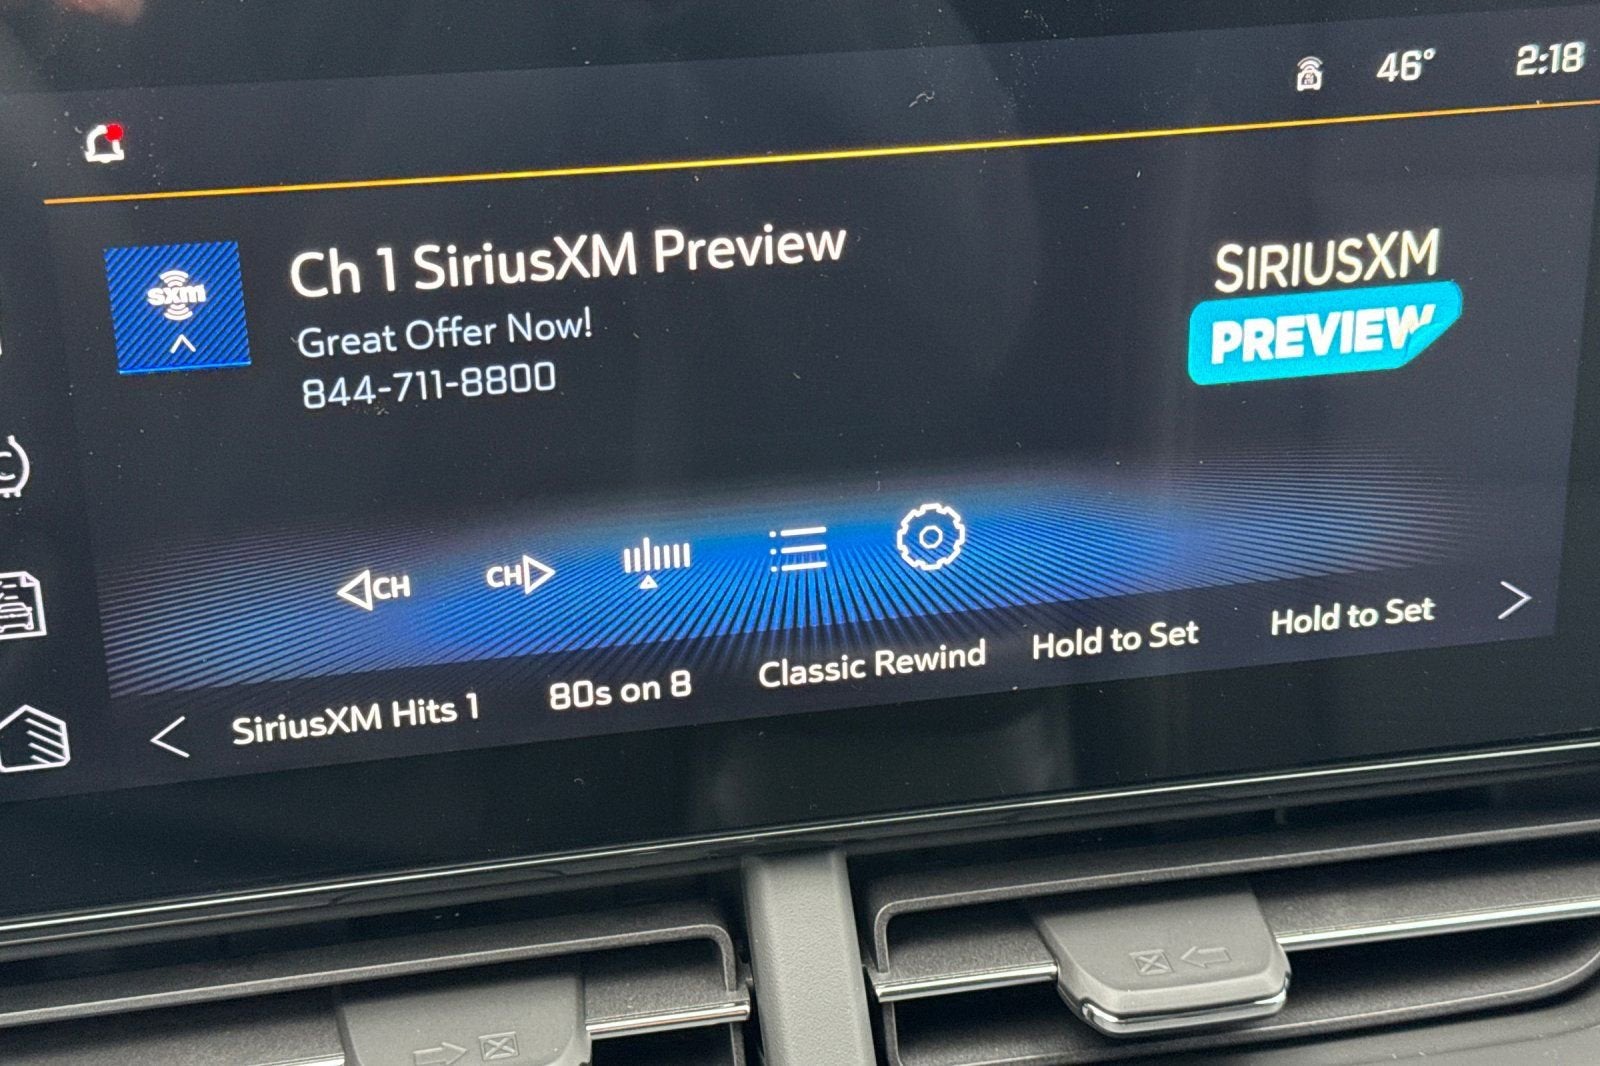 46° 2:18
sxm
Ch 1 SiriusXM Preview
Great Offer Now!
844-711-8800
SIRIUSXM
PREVIEW
CH CH
SiriusXM Hits 1 80s on 8 Classic Rewind Hold to Set Hold to Set